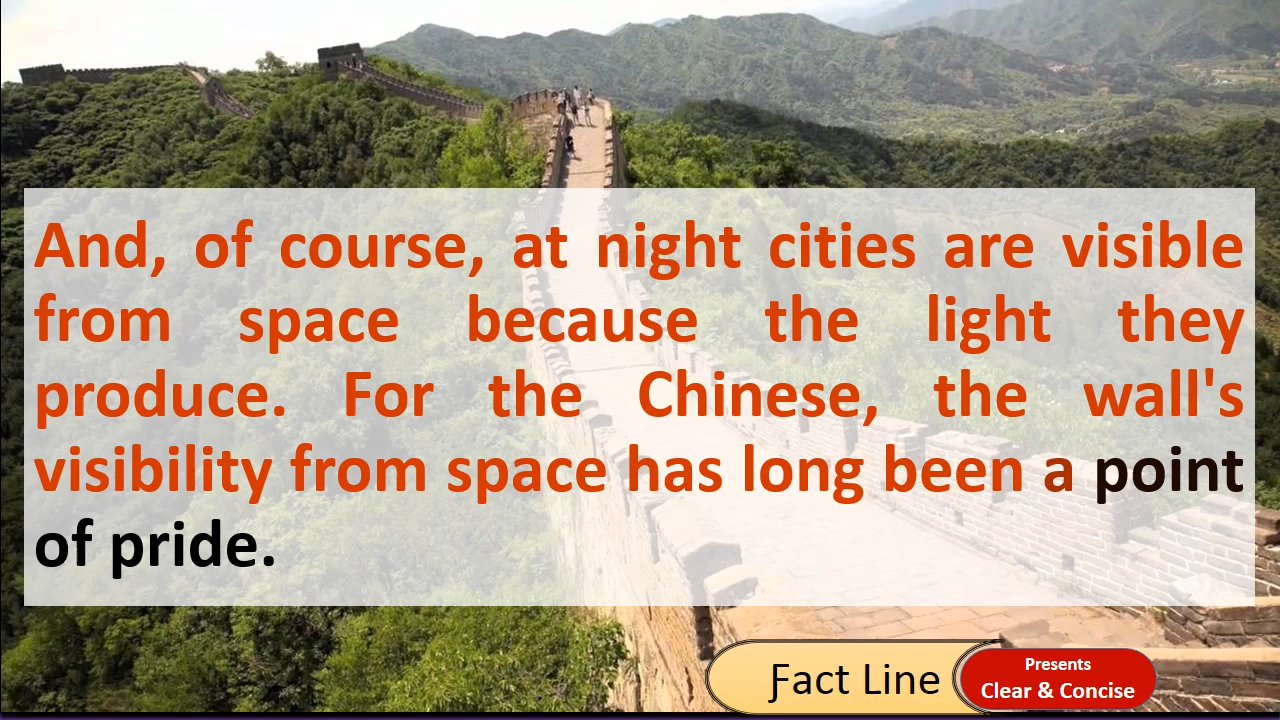 And, of course, at night cities are visible
from space because the light they
produce. For the Chinese, the wall's
visibility from space has long been a point
of pride.
Fact Line
Presents
Clear & Concise